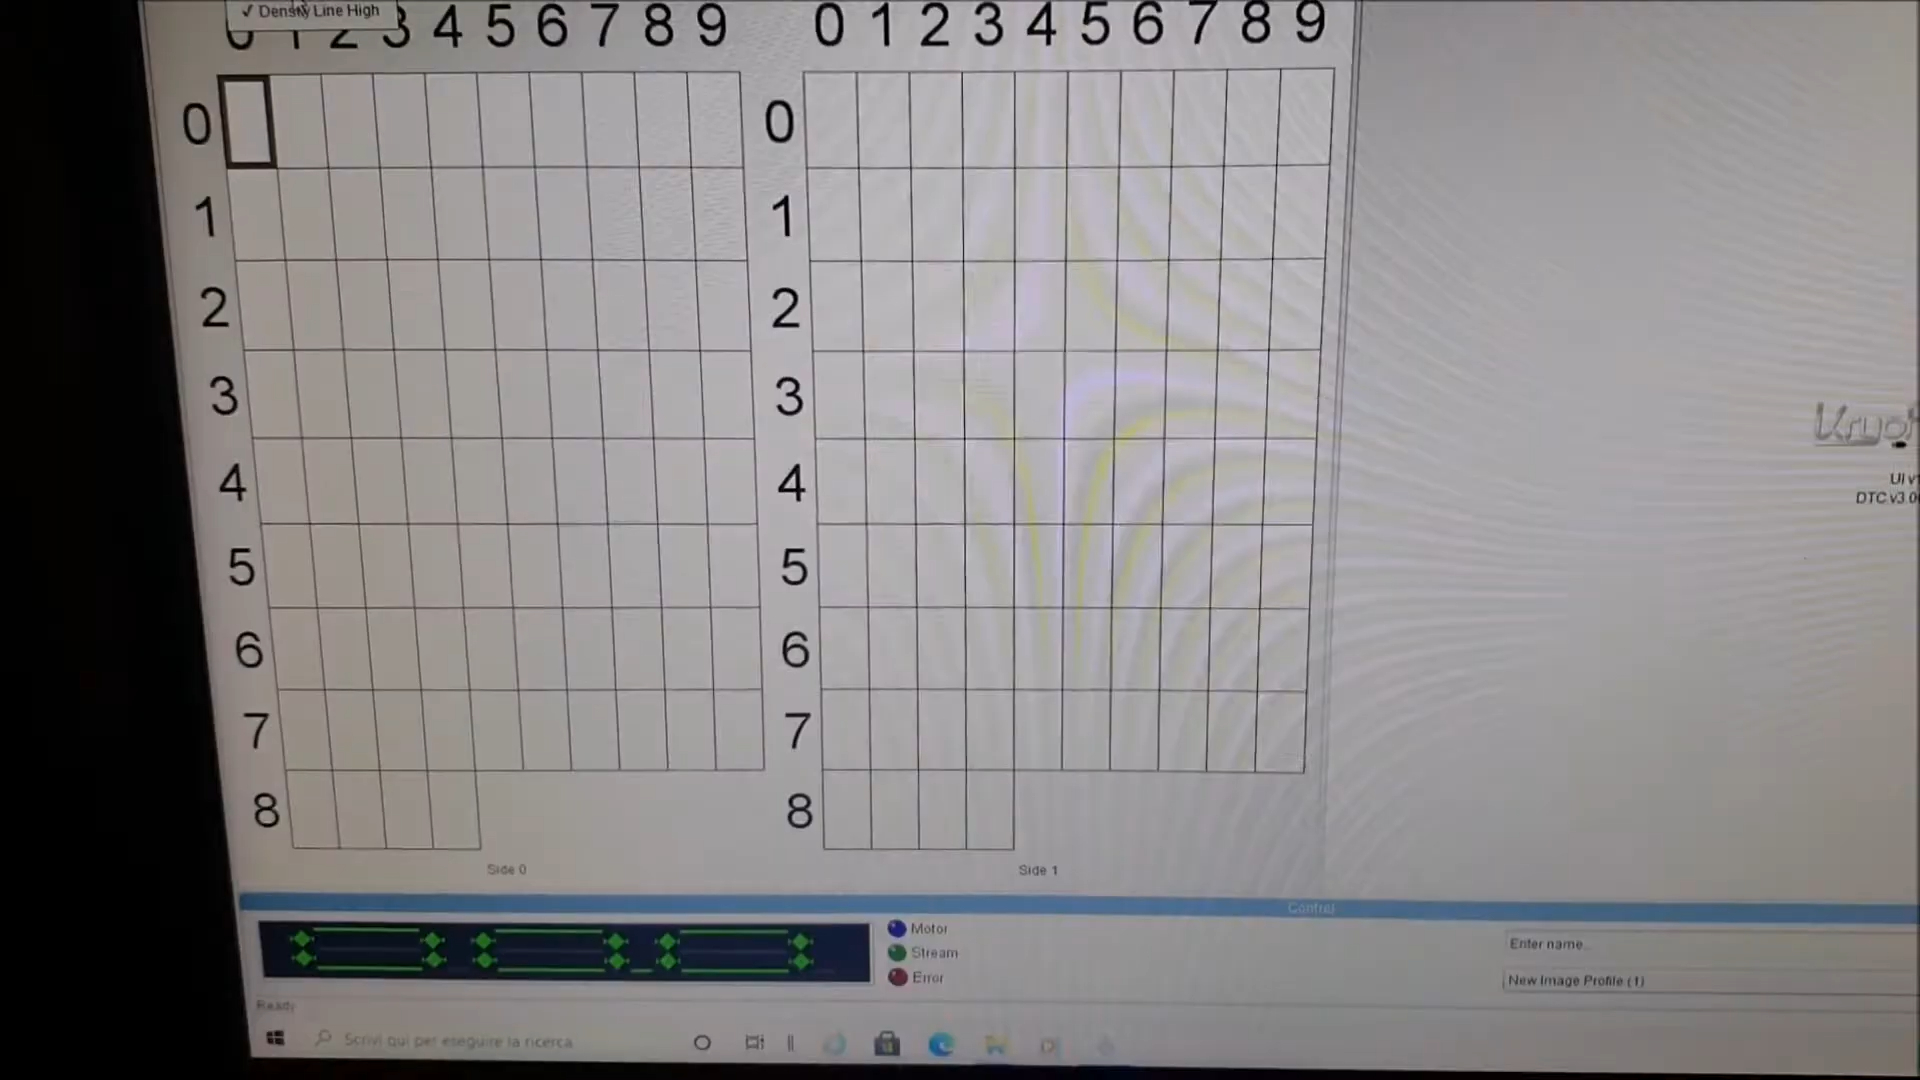 ✓ Density Line High
0 1 2 3 4 5 6 7 8 9 0 1 2 3 4 5 6 7 8 9
0 0
1 1
2 2
3 3
4 4
5 5
6 6
7 7
8 8
Side 0 Side 1
UI v
DTC v3.0
Control
Motor
Stream
Error
Enter name...
New Image Profile (1)
Ready
Scrivi qui per eseguire la ricerca